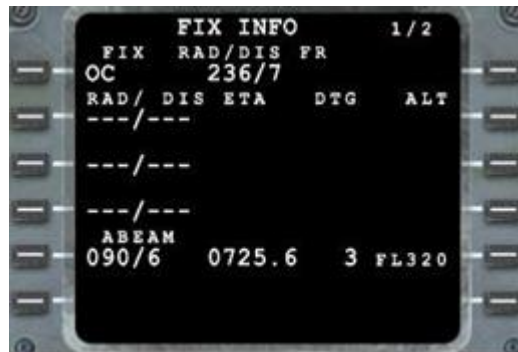 FIX INFO 1/2
FIX RAD/DIS FR
OC 236/7
RAD/ DIS ETA DTG ALT
---/---
---/---
---/---
ABEAM
090/6 0725.6 3 FL320